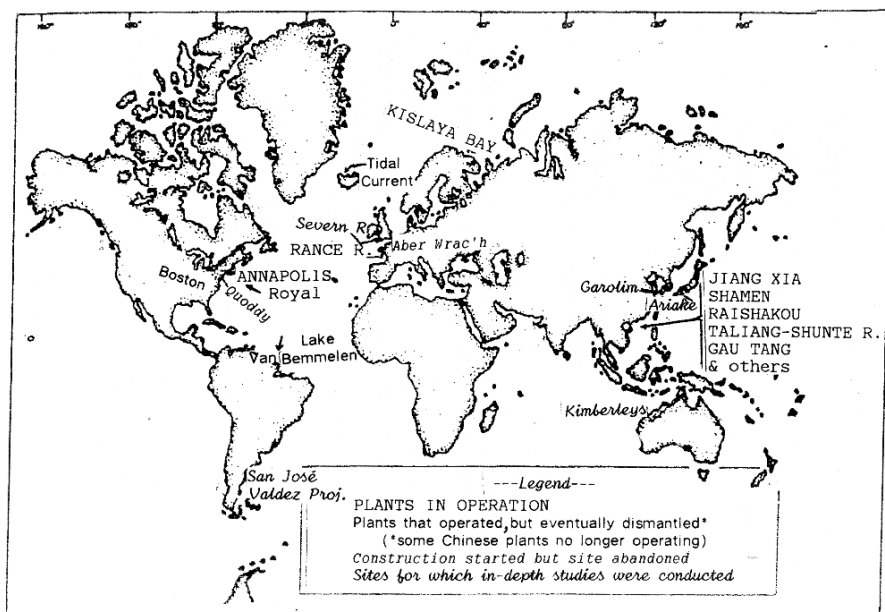 0°
40°
KISLAYA BAY
Tidal
Current
Severn R.
RANCE R.
Aber Wrac'h
Boston
ANNAPOLIS
Royal
Quoddy
Garolim
Ariake
JIANG XIA
SHAMEN
RAISHAKOU
TALIANG-SHUNTE R.
GAU TANG
& others
Lake
Van Bemmelen
Kimberleys
San José
Valdez Proj.
---Legend---
PLANTS IN OPERATION
Plants that operated, but eventually dismantled*
(*some Chinese plants no longer operating)
Construction started but site abandoned
Sites for which in-depth studies were conducted